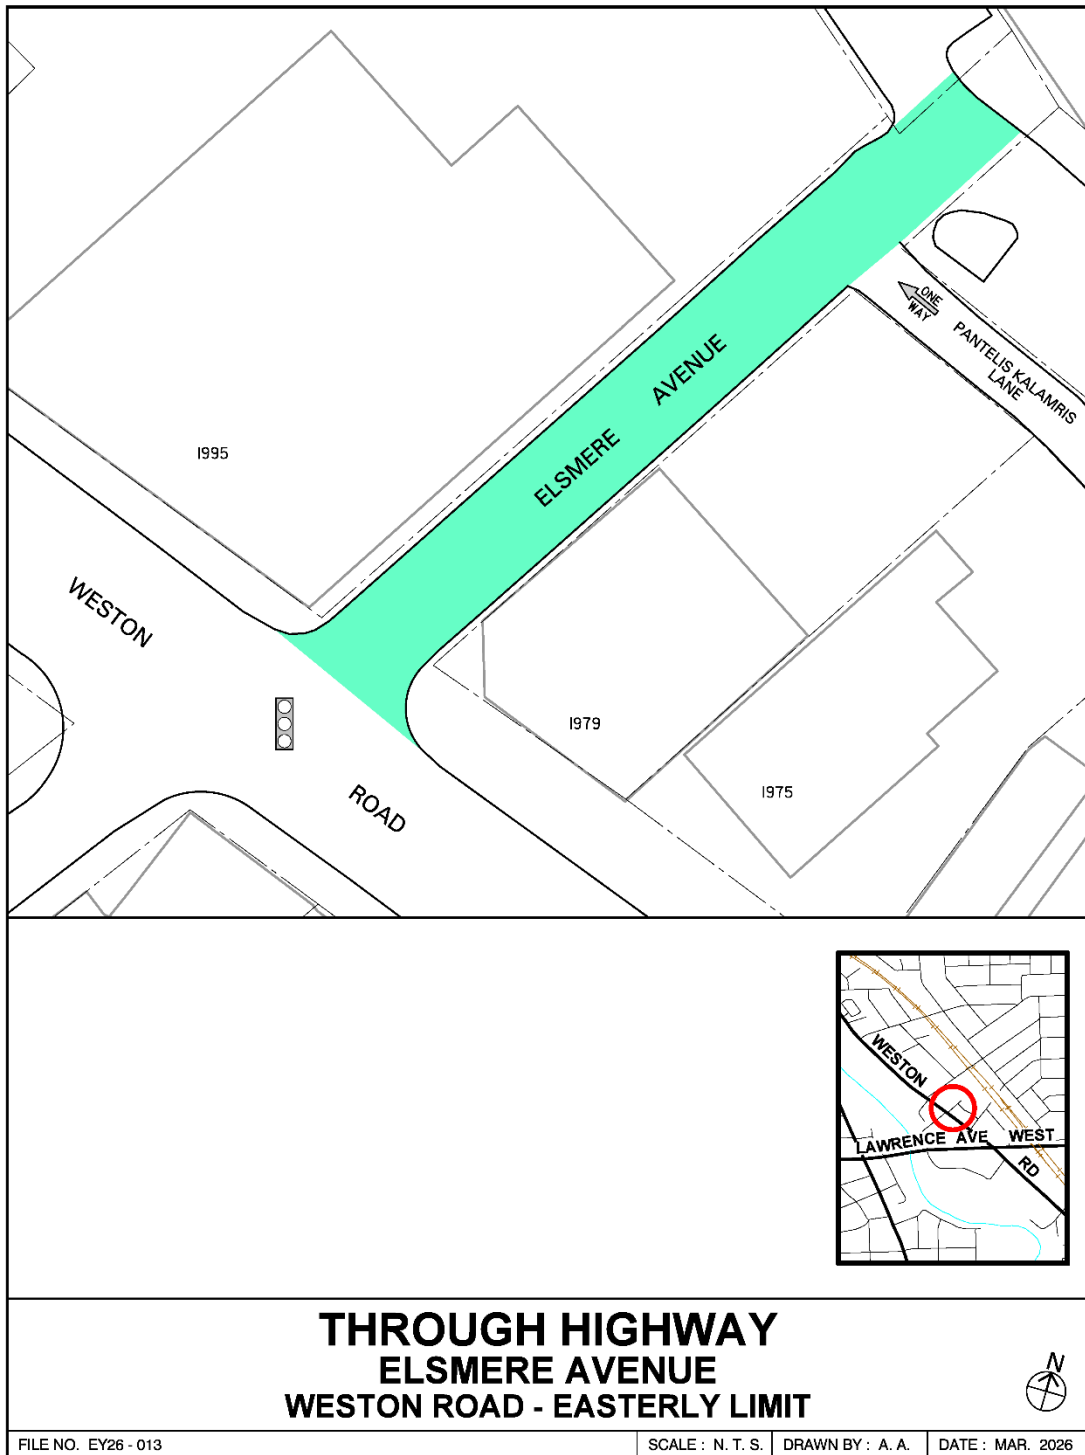 ONE
WAY
PANTELIS KALAMRIS
LANE
ELSMERE AVENUE
1995
WESTON
ROAD
1979
1975
WESTON
RD
LAWRENCE AVE WEST
THROUGH HIGHWAY
ELSMERE AVENUE
WESTON ROAD - EASTERLY LIMIT
N
FILE NO. EY26 - 013
SCALE : N. T. S.
DRAWN BY : A. A.
DATE : MAR. 2026